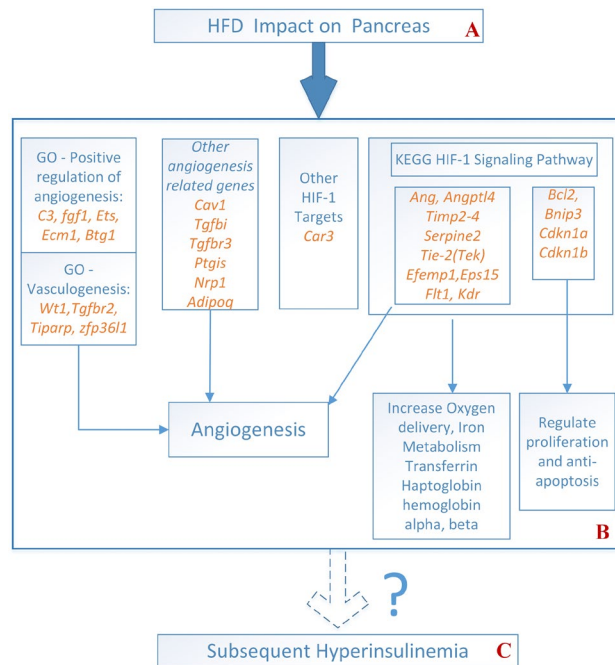 HFD Impact on Pancreas
A
GO - Positive
regulation of
angiogenesis:
C3, fgf1, Ets,
Ecm1, Btg1
GO -
Vasculogenesis:
Wt1,Tgfbr2,
Tiparp, zfp36l1
Other
angiogenesis
related genes
Cav1
Tgfbi
Tgfbr3
Ptgis
Nrp1
Adipoq
Other
HIF-1
Targets
Car3
KEGG HIF-1 Signaling Pathway
Ang, Angptl4
Timp2-4
Serpine2
Tie-2(Tek)
Efemp1,Eps15
Flt1, Kdr
Bcl2,
Bnip3
Cdkn1a
Cdkn1b
Angiogenesis
Increase Oxygen
delivery, Iron
Metabolism
Transferrin
Haptoglobin
hemoglobin
alpha, beta
Regulate
proliferation
and anti-
apoptosis
B
?
Subsequent Hyperinsulinemia
C